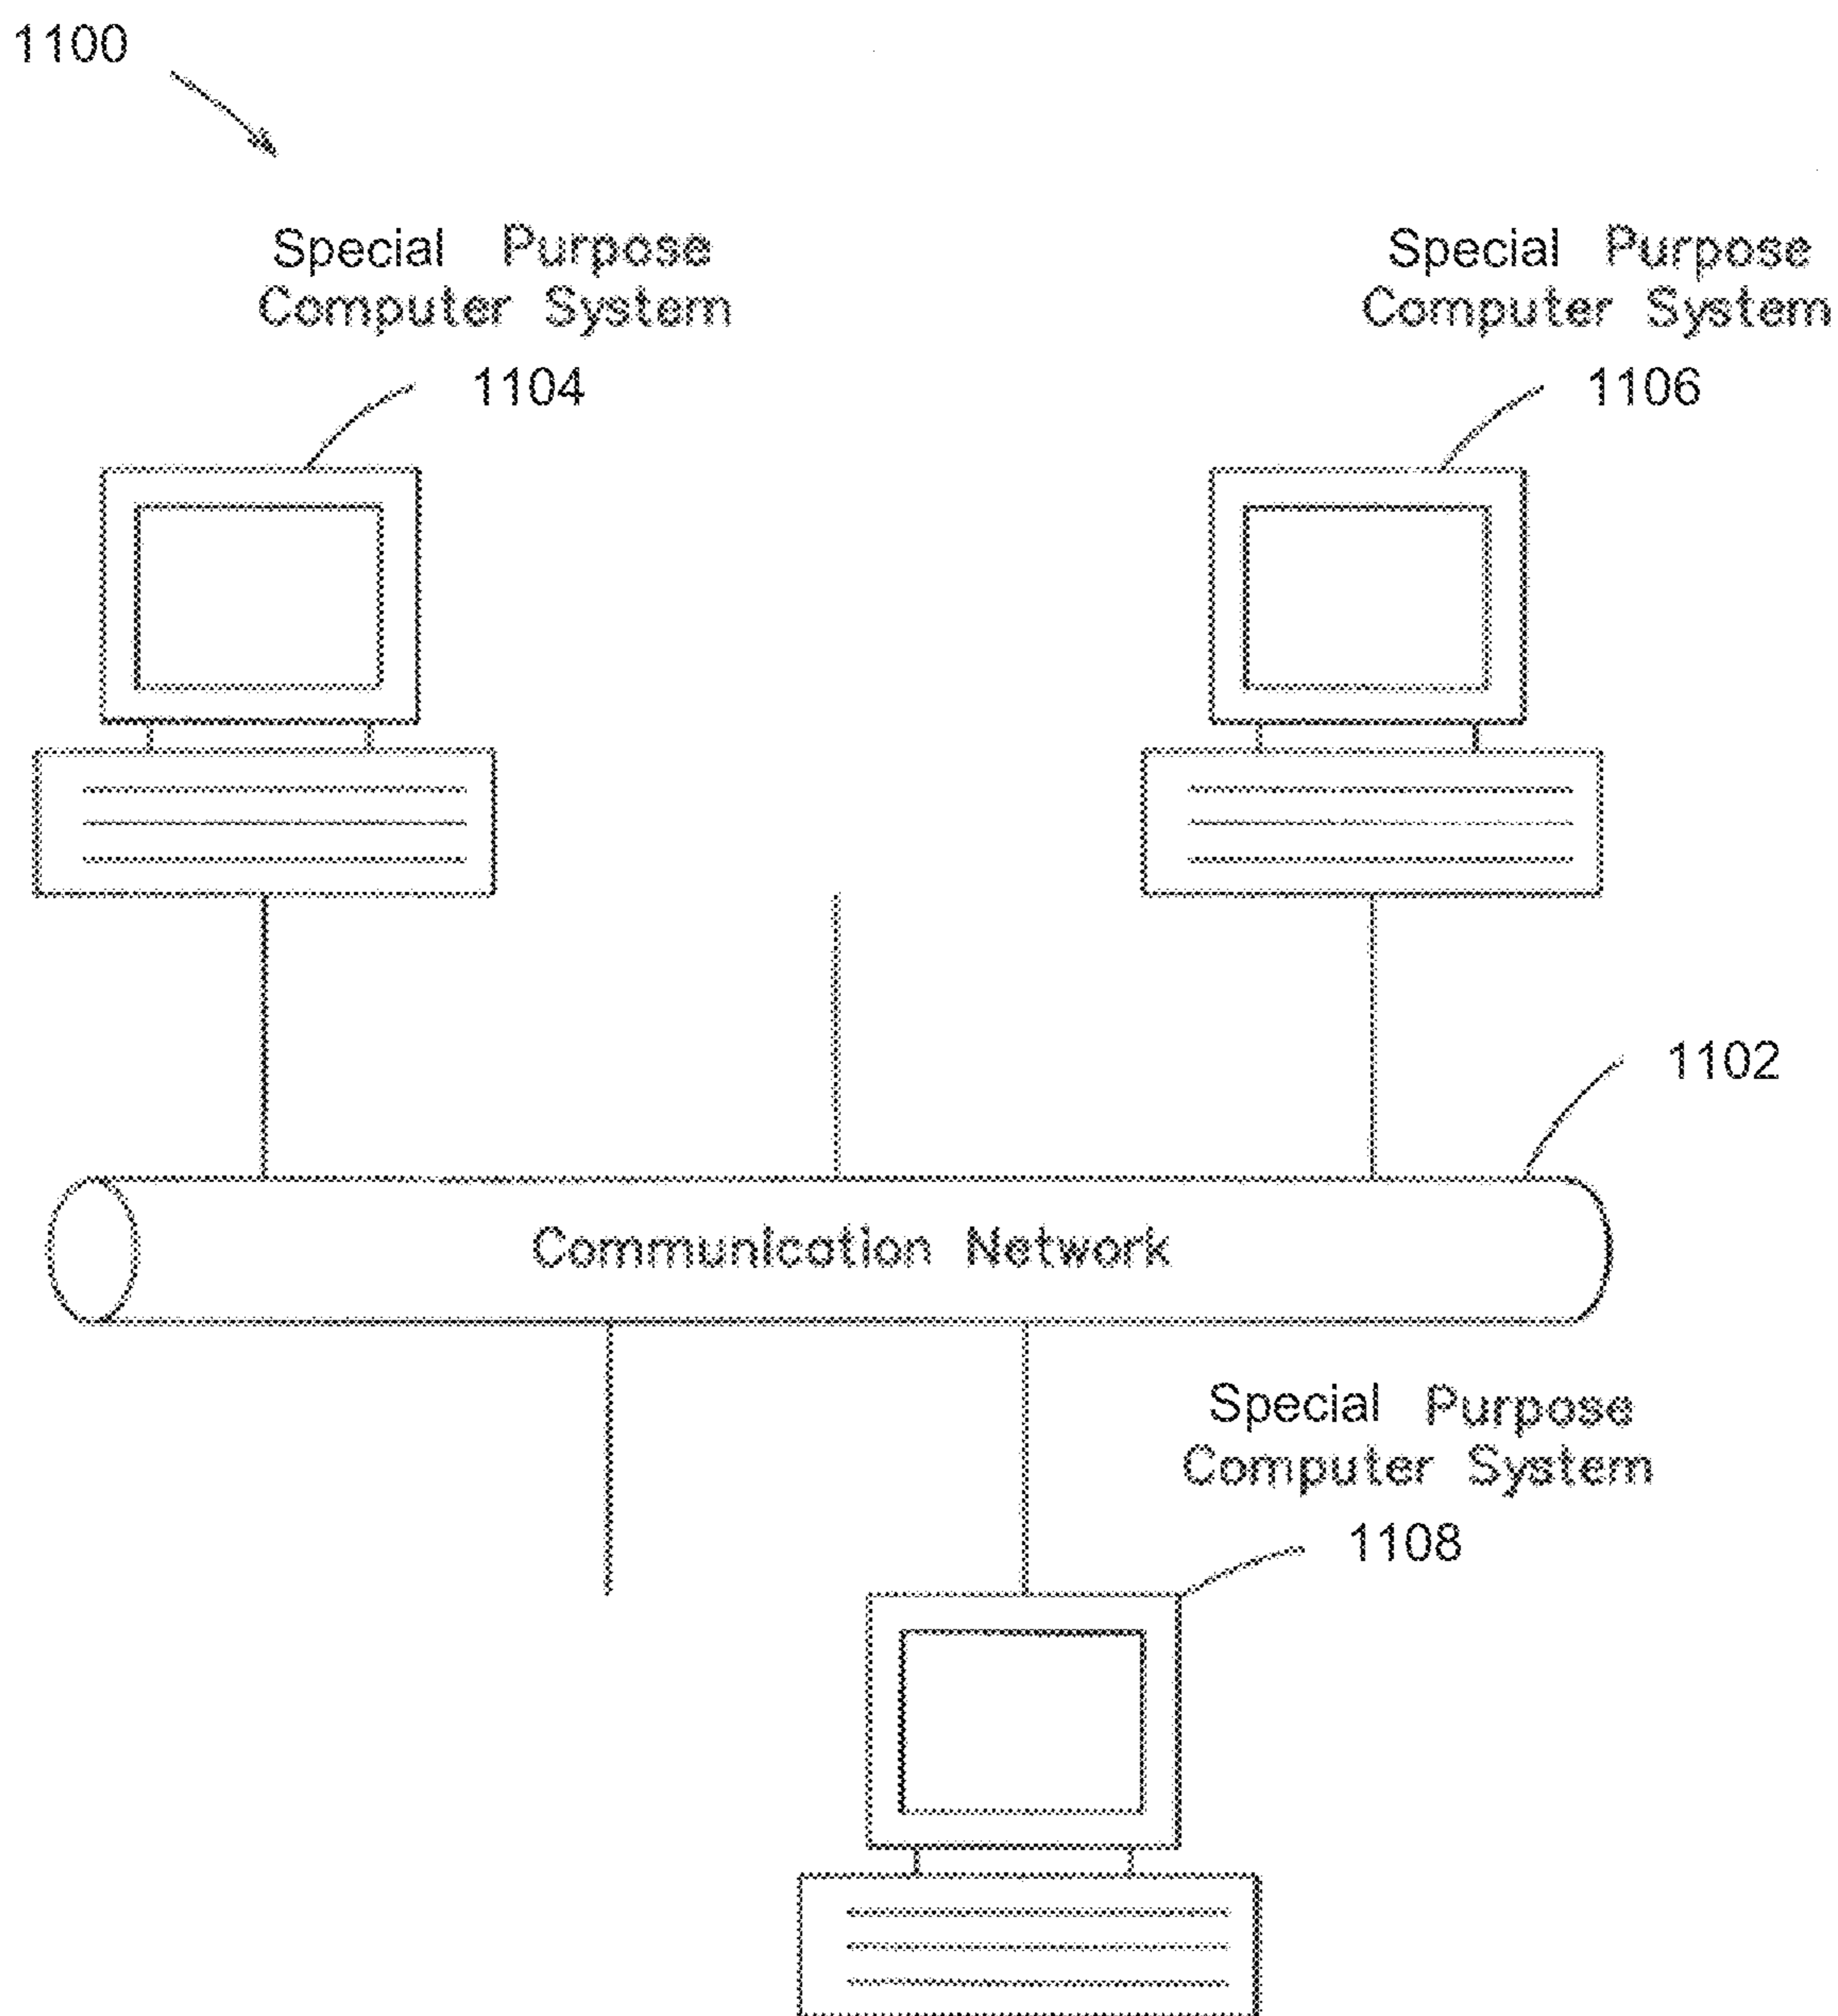 1100
Special Purpose
Computer System
1104
Special Purpose
Computer System
1106
1102
Communication Network
Special Purpose
Computer System
1108